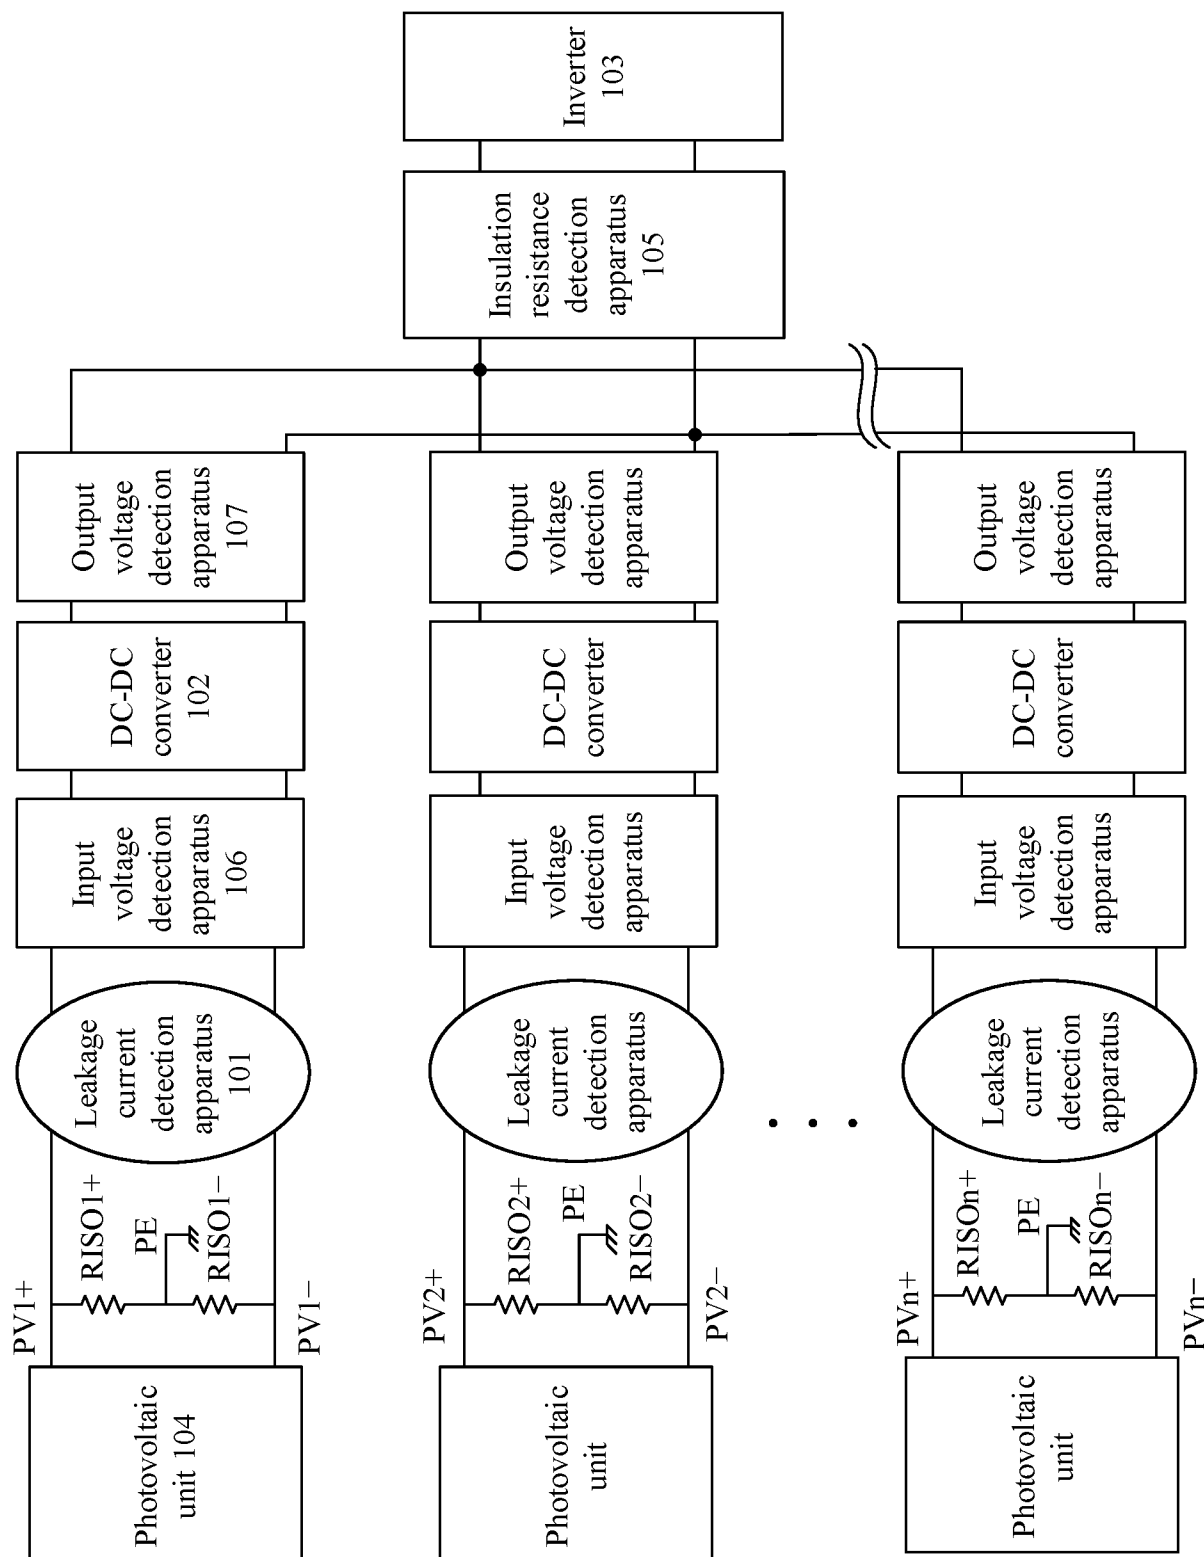 Photovoltaic
unit 104
PV1+
PV1−
RISO1+
PE
RISO1−
Leakage
current
detection
apparatus
101
Input
voltage
detection
apparatus
106
DC-DC
converter
102
Output
voltage
detection
apparatus
107
Photovoltaic
unit
PV2+
PV2−
RISO2+
PE
RISO2−
Leakage
current
detection
apparatus
Input
voltage
detection
apparatus
DC-DC
converter
Output
voltage
detection
apparatus
Insulation
resistance
detection
apparatus
105
Inverter
103
. . .
Photovoltaic
unit
PVn+
PVn−
RISOn+
PE
RISOn−
Leakage
current
detection
apparatus
Input
voltage
detection
apparatus
DC-DC
converter
Output
voltage
detection
apparatus